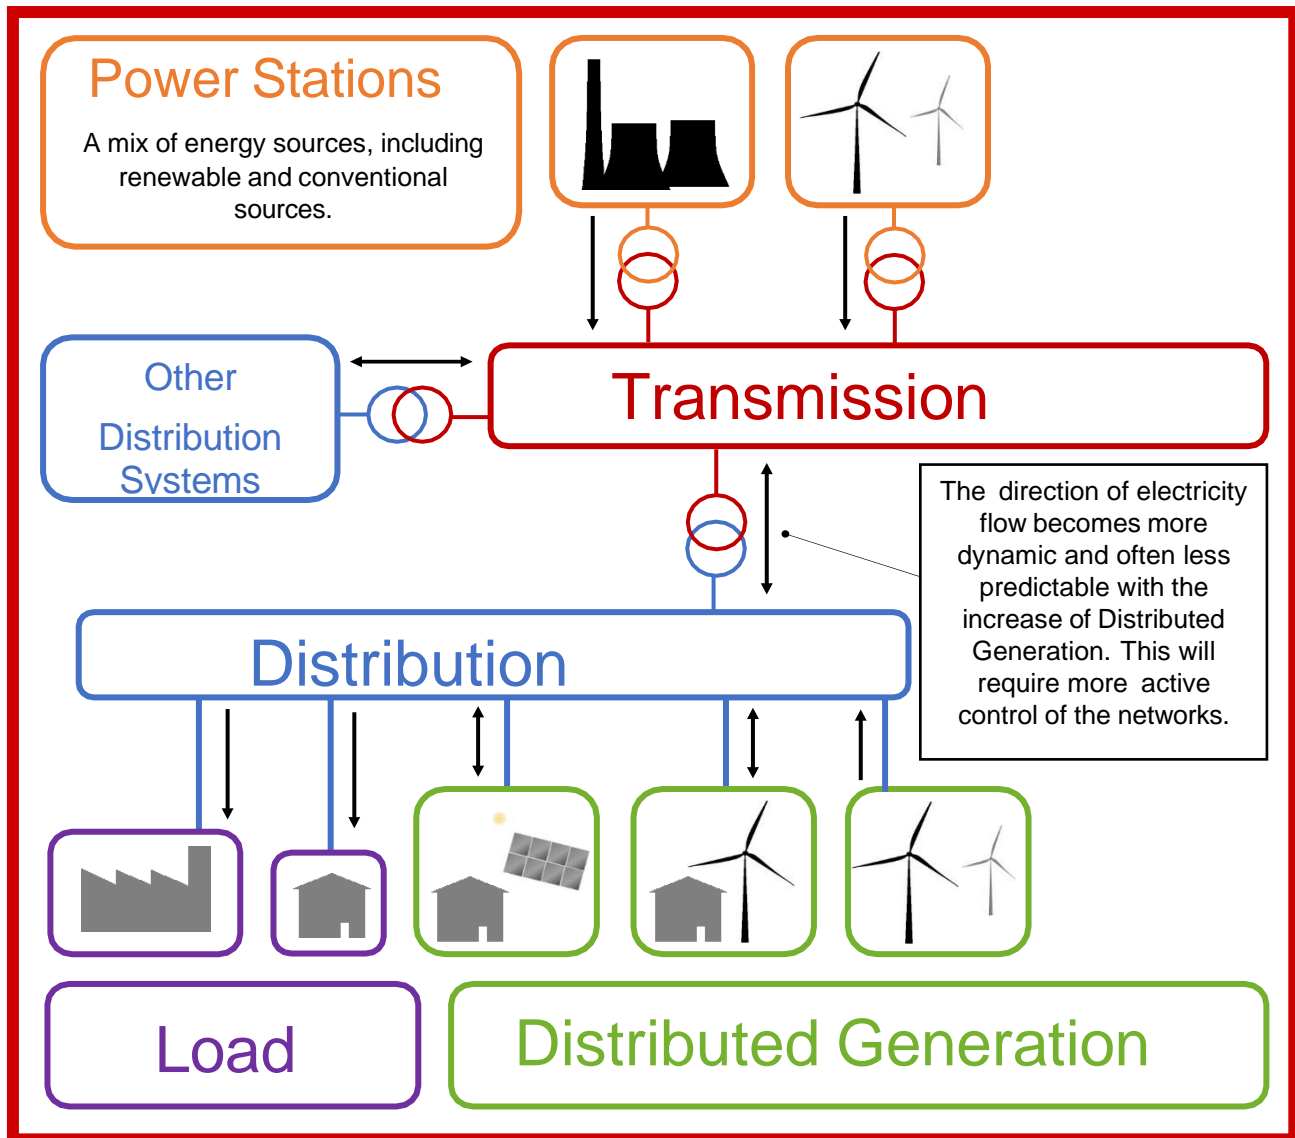 Power Stations
A mix of energy sources, including
renewable and conventional
sources.
Other
Distribution
Systems
Transmission
The direction of electricity
flow becomes more
dynamic and often less
predictable with the
increase of Distributed
Generation. This will
require more active
control of the networks.
Distribution
Load
Distributed Generation